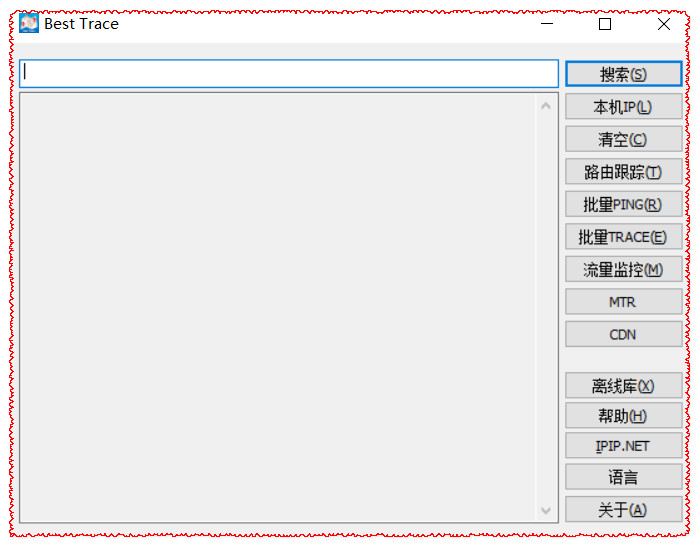 Best Trace
搜索(S)
本机IP(L)
清空(C)
路由跟踪(T)
批量PING(R)
批量TRACE(E)
流量监控(M)
MTR
CDN
离线库(X)
帮助(H)
IPIP.NET
语言
关于(A)